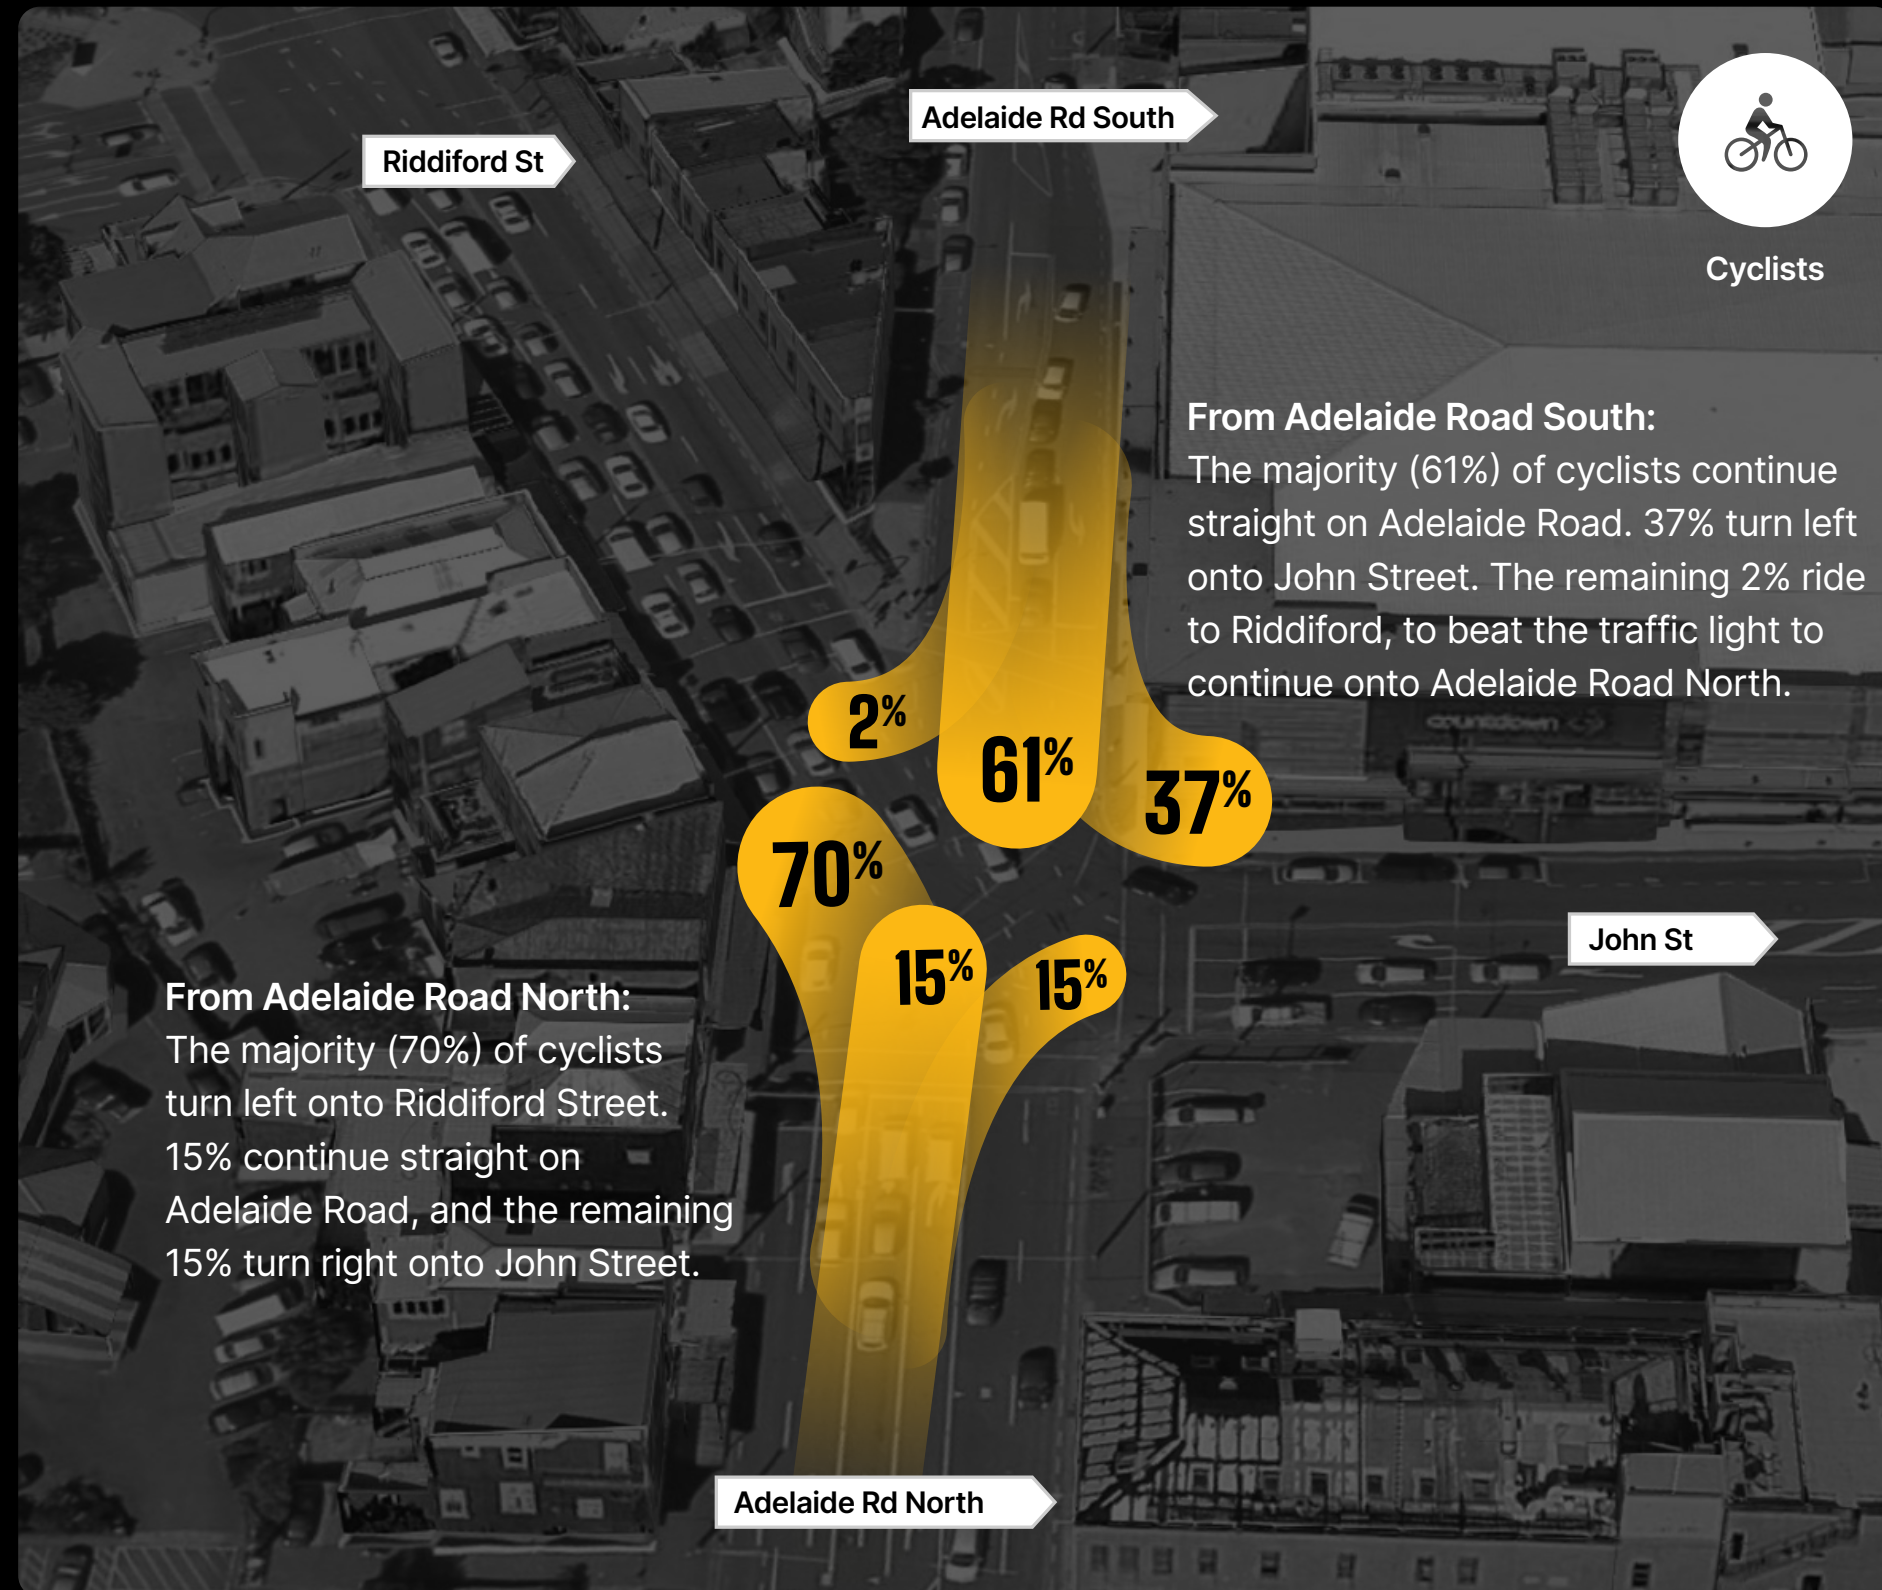 Adelaide Rd South
Riddiford St
Cyclists
From Adelaide Road South:
The majority (61%) of cyclists continue
straight on Adelaide Road. 37% turn left
onto John Street. The remaining 2% ride
to Riddiford, to beat the traffic light to
continue onto Adelaide Road North.
countdown
2%
61%
37%
70%
15%
15%
John St
From Adelaide Road North:
The majority (70%) of cyclists
turn left onto Riddiford Street.
15% continue straight on
Adelaide Road, and the remaining
15% turn right onto John Street.
Adelaide Rd North